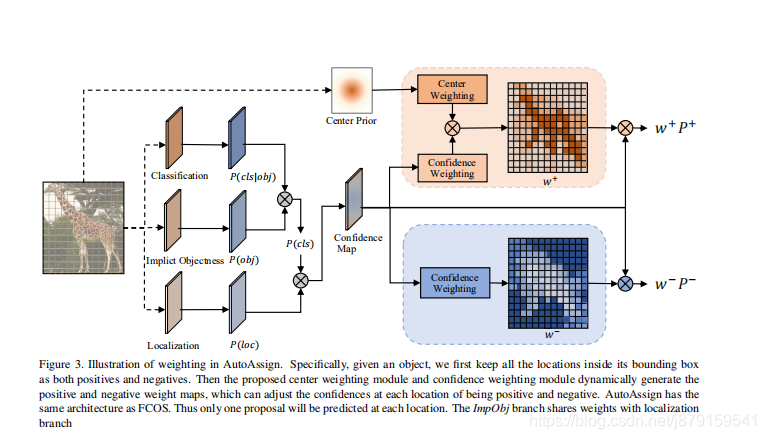 Center Prior
Center
Weighting
Confidence
Weighting
w⁺
w⁺P⁺
Classification
P(cls|obj)
Implict Objectness
P(obj)
P(cls)
Confidence
Map
Localization
P(loc)
Confidence
Weighting
w⁻
w⁻P⁻
Figure 3. Illustration of weighting in AutoAssign. Specifically, given an object, we first keep all the locations inside its bounding box
as both positives and negatives. Then the proposed center weighting module and confidence weighting module dynamically generate the
positive and negative weight maps, which can adjust the confidences at each location of being positive and negative. AutoAssign has the
same architecture as FCOS. Thus only one proposal will be predicted at each location. The ImpObj branch shares weights with localization
branch
https://blog.csdn.net/j879159541